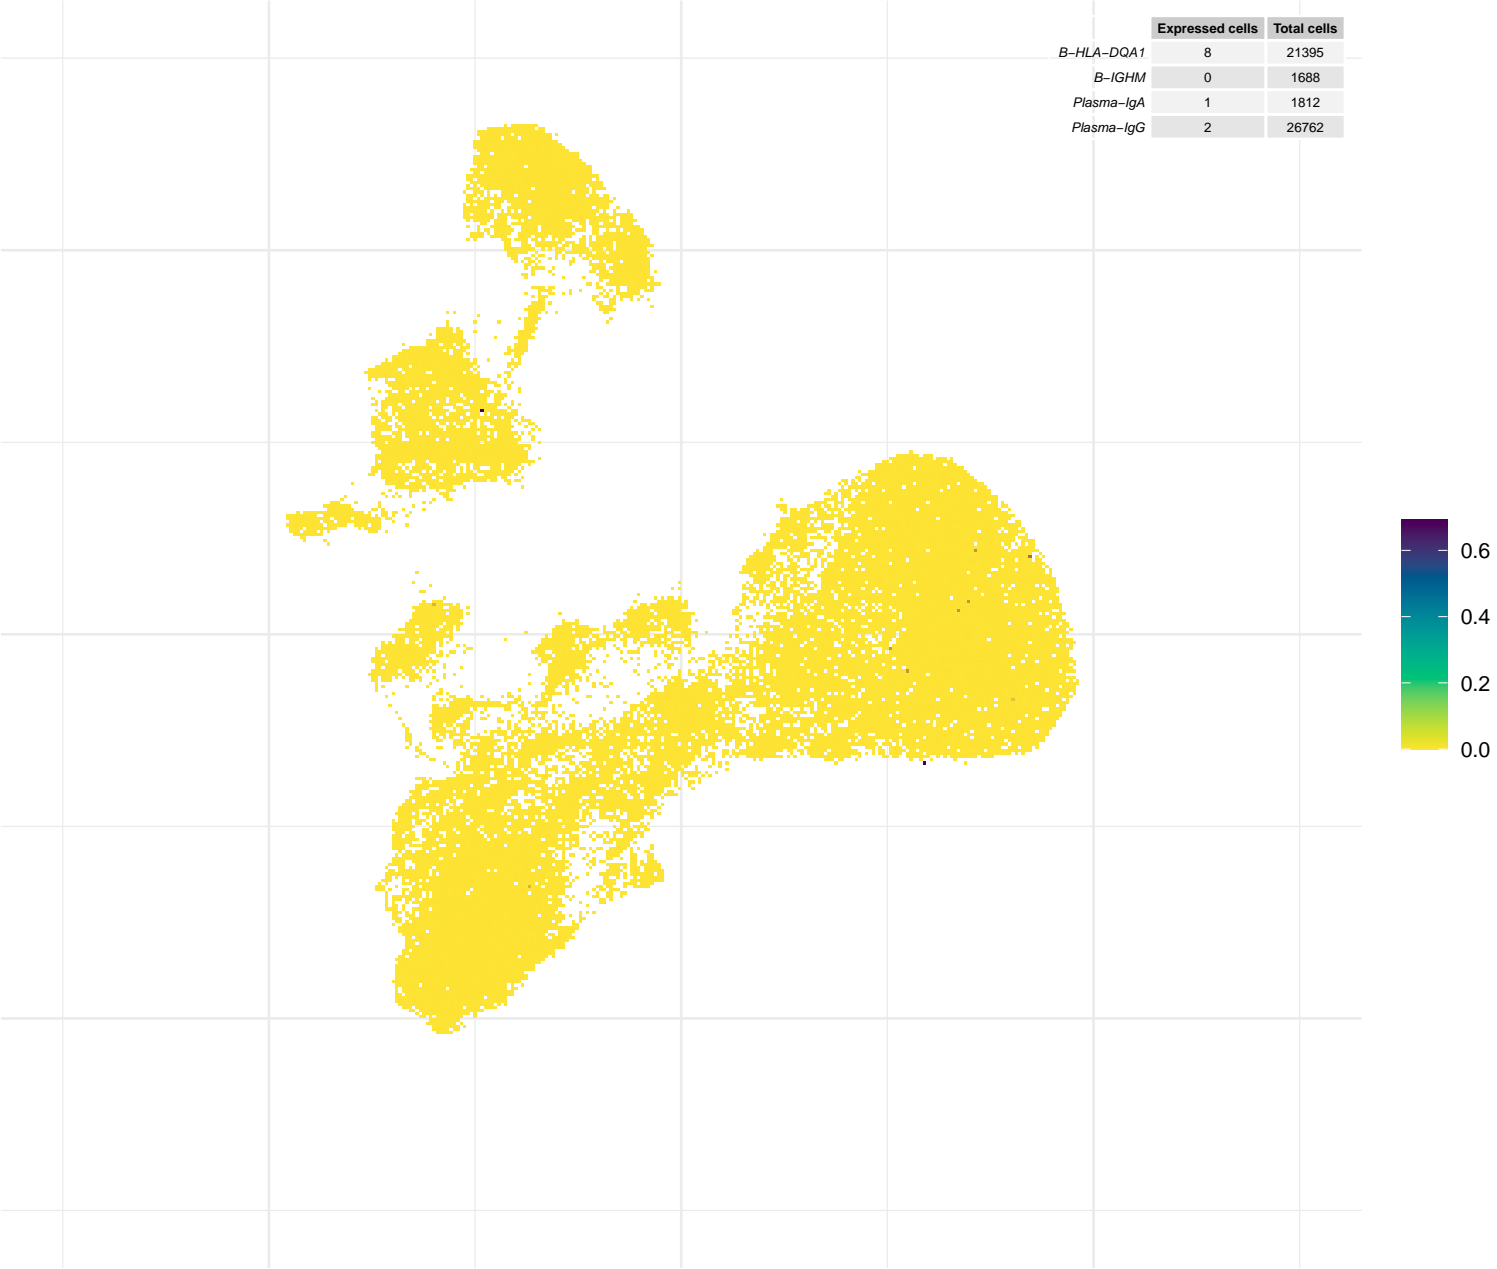 Expressed cells Total cells
B−HLA−DQA1 8 21395
B−IGHM 0 1688
Plasma−IgA 1 1812
Plasma−IgG 2 26762
0.6
0.4
0.2
0.0